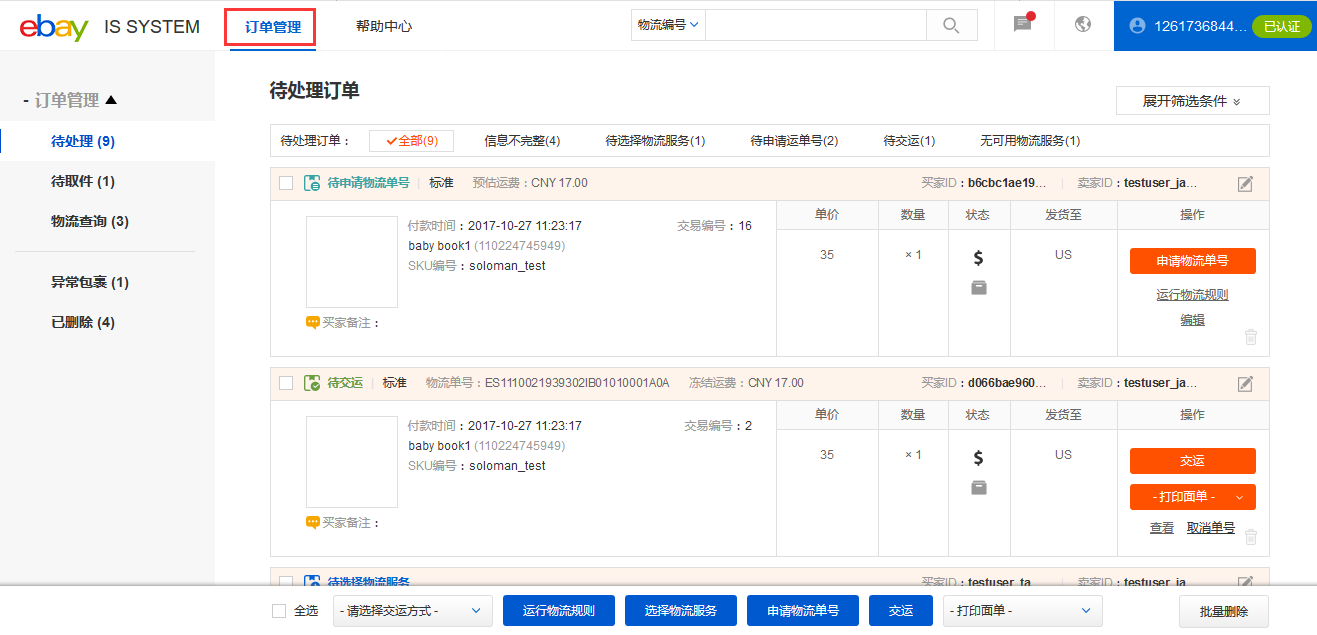 ebay IS SYSTEM 订单管理 帮助中心 物流编号 1261736844... 已认证
- 订单管理
待处理 (9)
待取件 (1)
物流查询 (3)
异常包裹 (1)
已删除 (4)
待处理订单
展开筛选条件
待处理订单： 全部(9) 信息不完整(4) 待选择物流服务(1) 待申请运单号(2) 待交运(1) 无可用物流服务(1)
待申请物流单号 标准 预估运费：CNY 17.00 买家ID：b6cbc1ae19... 卖家ID：testuser_ja...
单价 数量 状态 发货至 操作
付款时间：2017-10-27 11:23:17 交易编号：16
baby book1 (110224745949)
SKU编号：soloman_test
35 × 1 $ US
申请物流单号
运行物流规则
编辑
买家备注：
待交运 标准 物流单号：ES1110021939302IB01010001A0A 冻结运费：CNY 17.00 买家ID：d066bae960... 卖家ID：testuser_ja...
单价 数量 状态 发货至 操作
付款时间：2017-10-27 11:23:17 交易编号：2
baby book1 (110224745949)
SKU编号：soloman_test
35 × 1 $ US
交运
- 打印面单 -
查看 取消单号
买家备注：
待选择物流服务 买家ID：testuser_fa... 卖家ID：testuser_ja...
全选 - 请选择交运方式 - 运行物流规则 选择物流服务 申请物流单号 交运 - 打印面单 - 批量删除